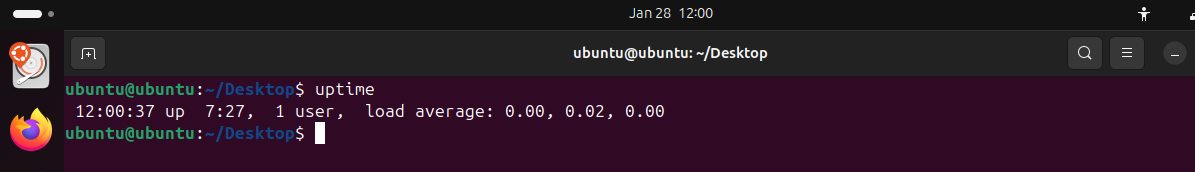 Jan 28 12:00
ubuntu@ubuntu: ~/Desktop
ubuntu@ubuntu:~/Desktop$ uptime
 12:00:37 up  7:27,  1 user,  load average: 0.00, 0.02, 0.00
ubuntu@ubuntu:~/Desktop$